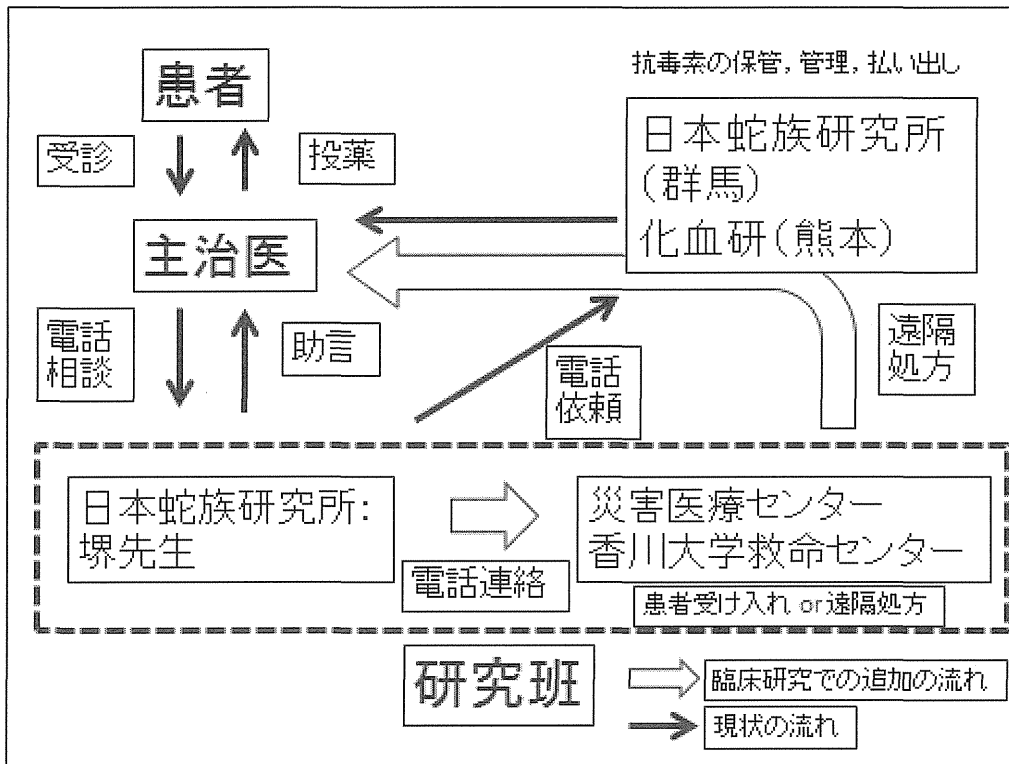 患者
抗毒素の保管，管理，払い出し
受診
投薬
日本蛇族研究所
(群馬)
化血研(熊本)
主治医
電話
相談
助言
電話
依頼
遠隔
処方
日本蛇族研究所：
堺先生
電話連絡
災害医療センター
香川大学救命センター
患者受け入れ or遠隔処方
研究班
臨床研究での追加の流れ
現状の流れ